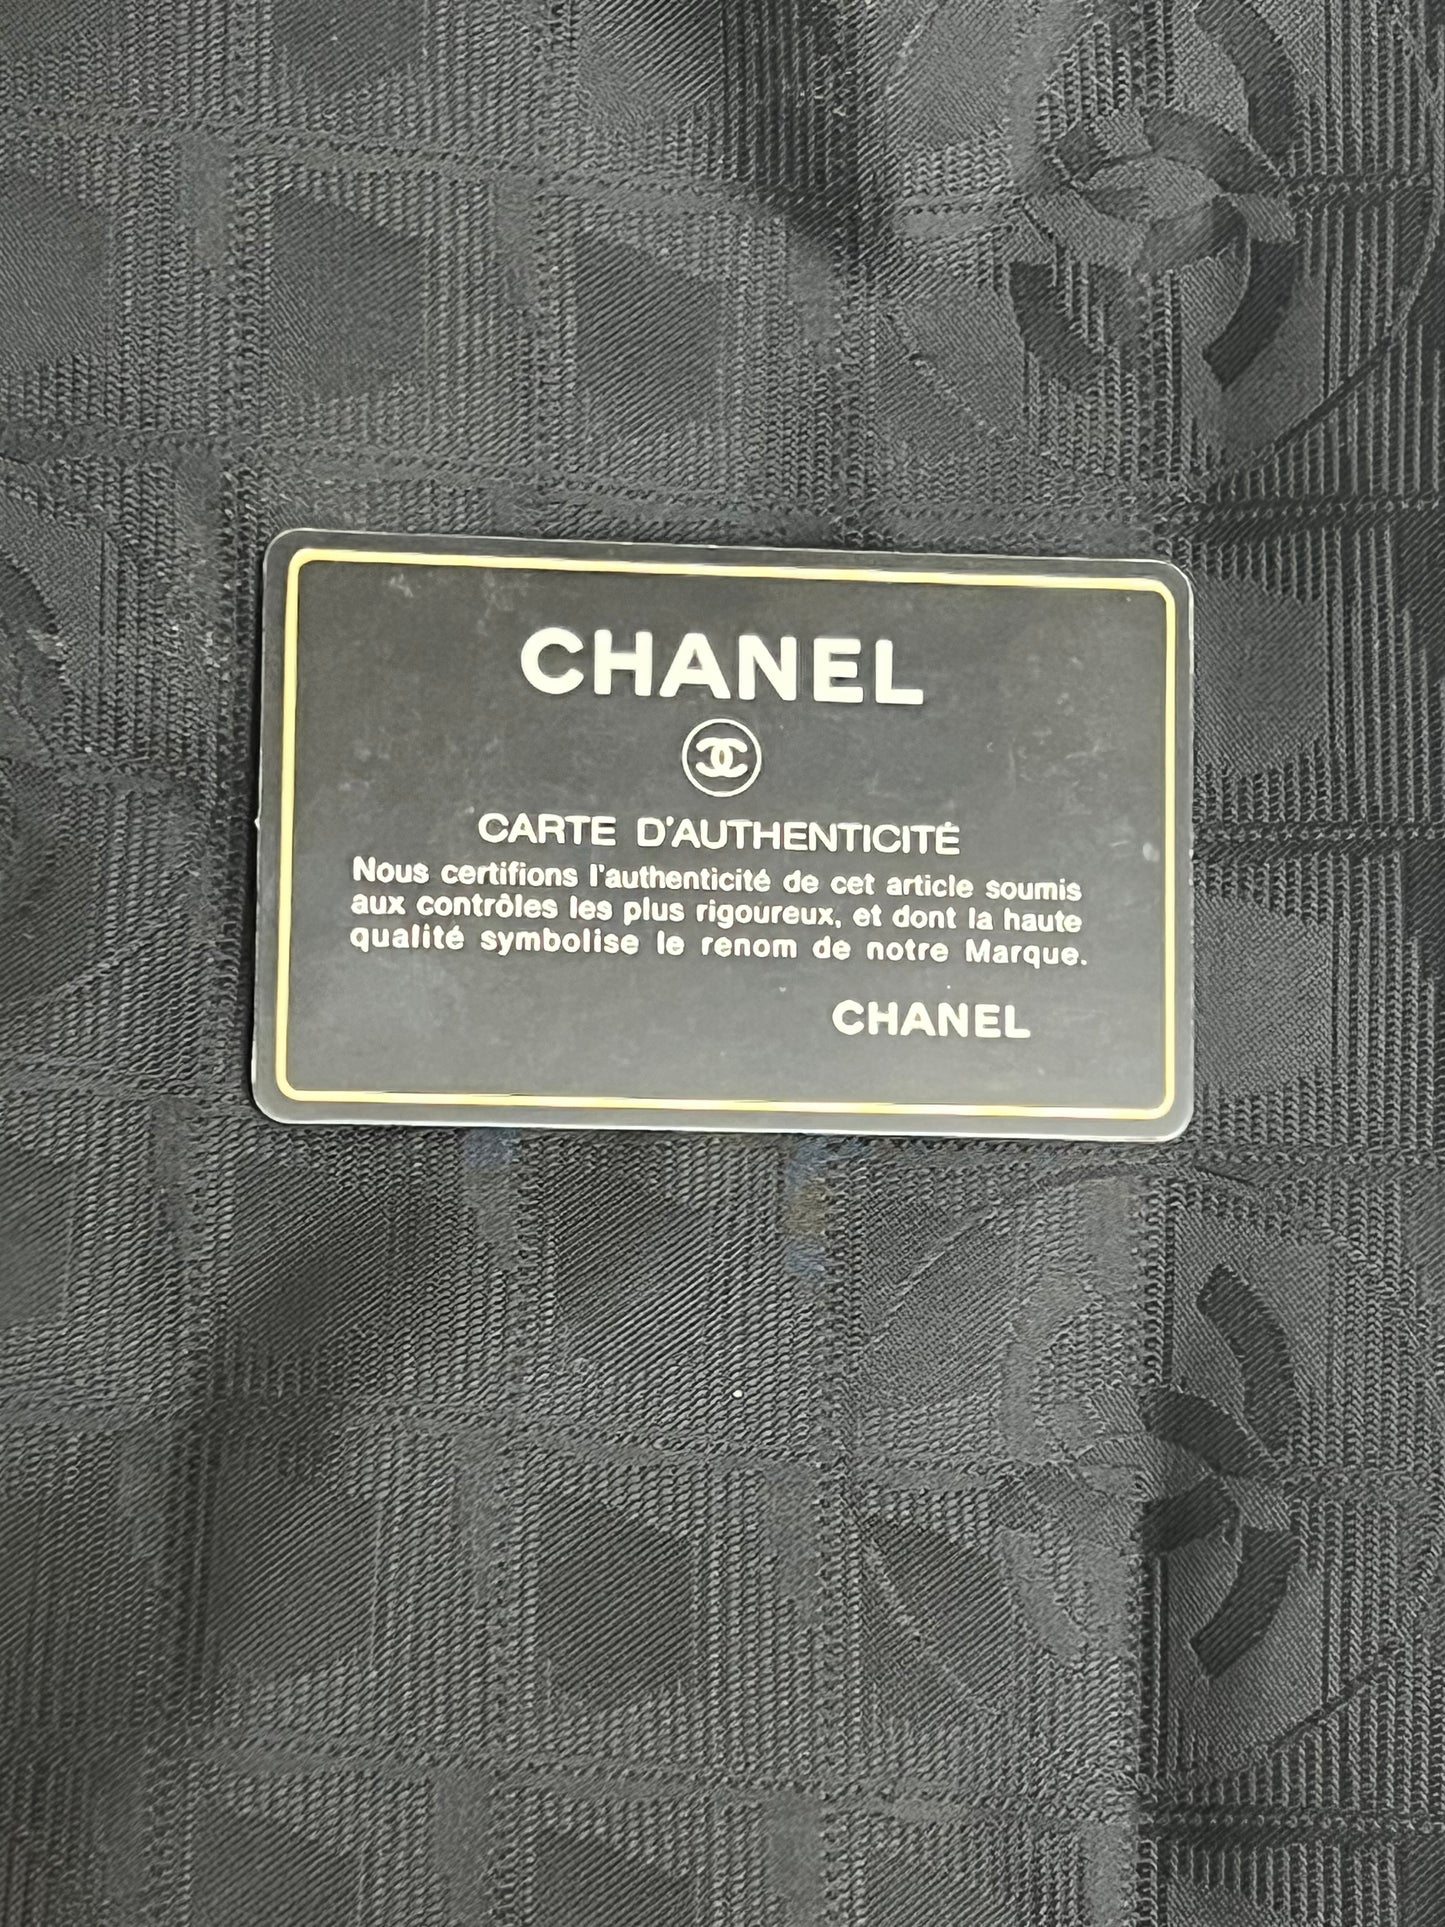 CHANEL
CARTE D'AUTHENTICITÉ
Nous certifions l'authenticité de cet article soumis
aux contrôles les plus rigoureux, et dont la haute
qualité symbolise le renom de notre Marque.
CHANEL